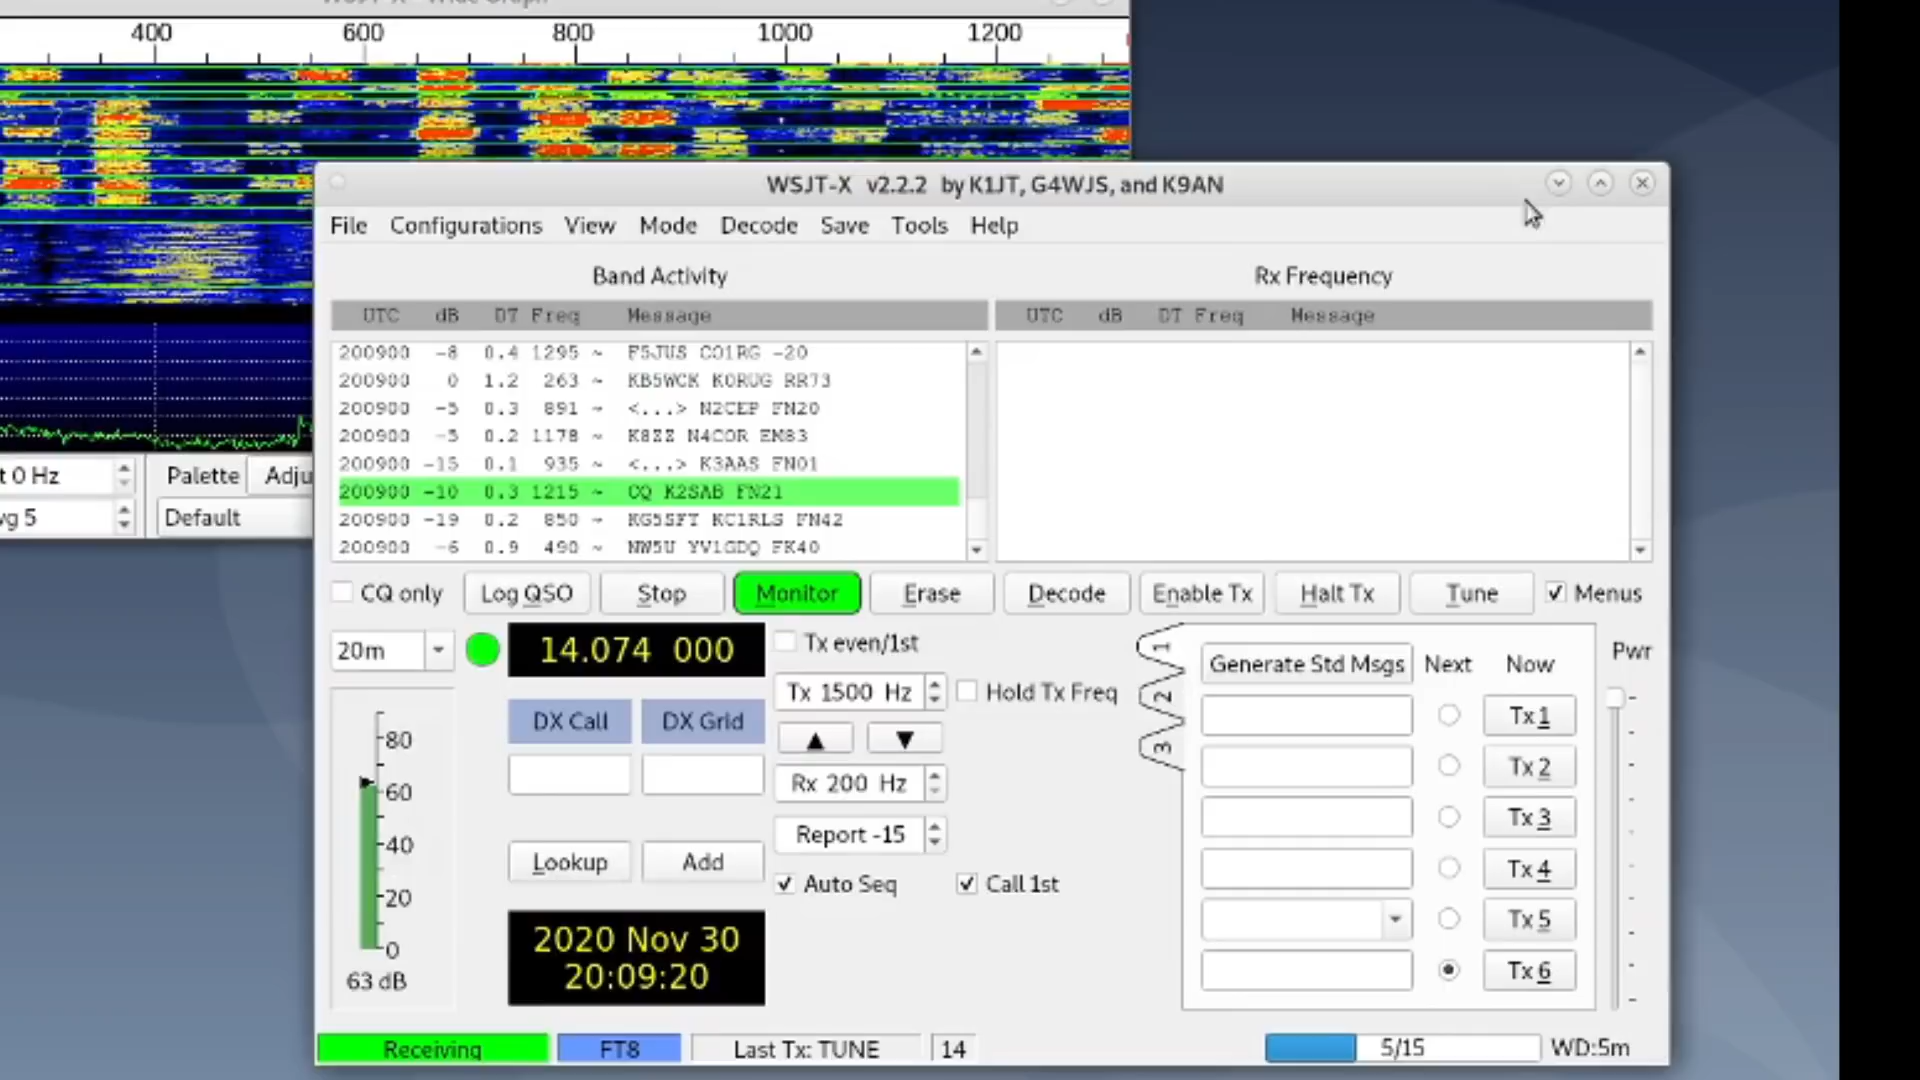 400 600 800 1000 1200
WSJT-X v2.2.2 by K1JT, G4WJS, and K9AN
File Configurations View Mode Decode Save Tools Help
Band Activity
Rx Frequency
UTC dB DT Freq Message
UTC dB DT Freq Message
200900 -8 0.4 1295 ~ F5JUS CO1RG -20
200900 0 1.2 263 ~ KB5WCK K0RUG RR73
200900 -5 0.3 891 ~ <...> N2CEP FN20
200900 -5 0.2 1178 ~ K8ZZ N4COR EM83
200900 -15 0.1 935 ~ <...> K3AAS FN01
200900 -10 0.3 1215 ~ CQ K2SAB FN21
200900 -19 0.2 850 ~ KG5SFT KC1RLS FN42
200900 -6 0.9 490 ~ NW5U YV1GDQ FK40
t 0 Hz
Palette
Adju
vg 5
Default
CQ only Log QSO Stop Monitor Erase Decode Enable Tx Halt Tx Tune Menus
20m
14.074 000
Tx even/1st
Tx 1500 Hz
Hold Tx Freq
DX Call DX Grid
▲ ▼
Rx 200 Hz
Report -15
Lookup Add
Auto Seq
Call 1st
2020 Nov 30
20:09:20
80
60
40
20
0
63 dB
1
2
3
Generate Std Msgs Next Now
Pwr
Tx 1
Tx 2
Tx 3
Tx 4
Tx 5
Tx 6
Receiving FT8 Last Tx: TUNE 14 5/15 WD:5m